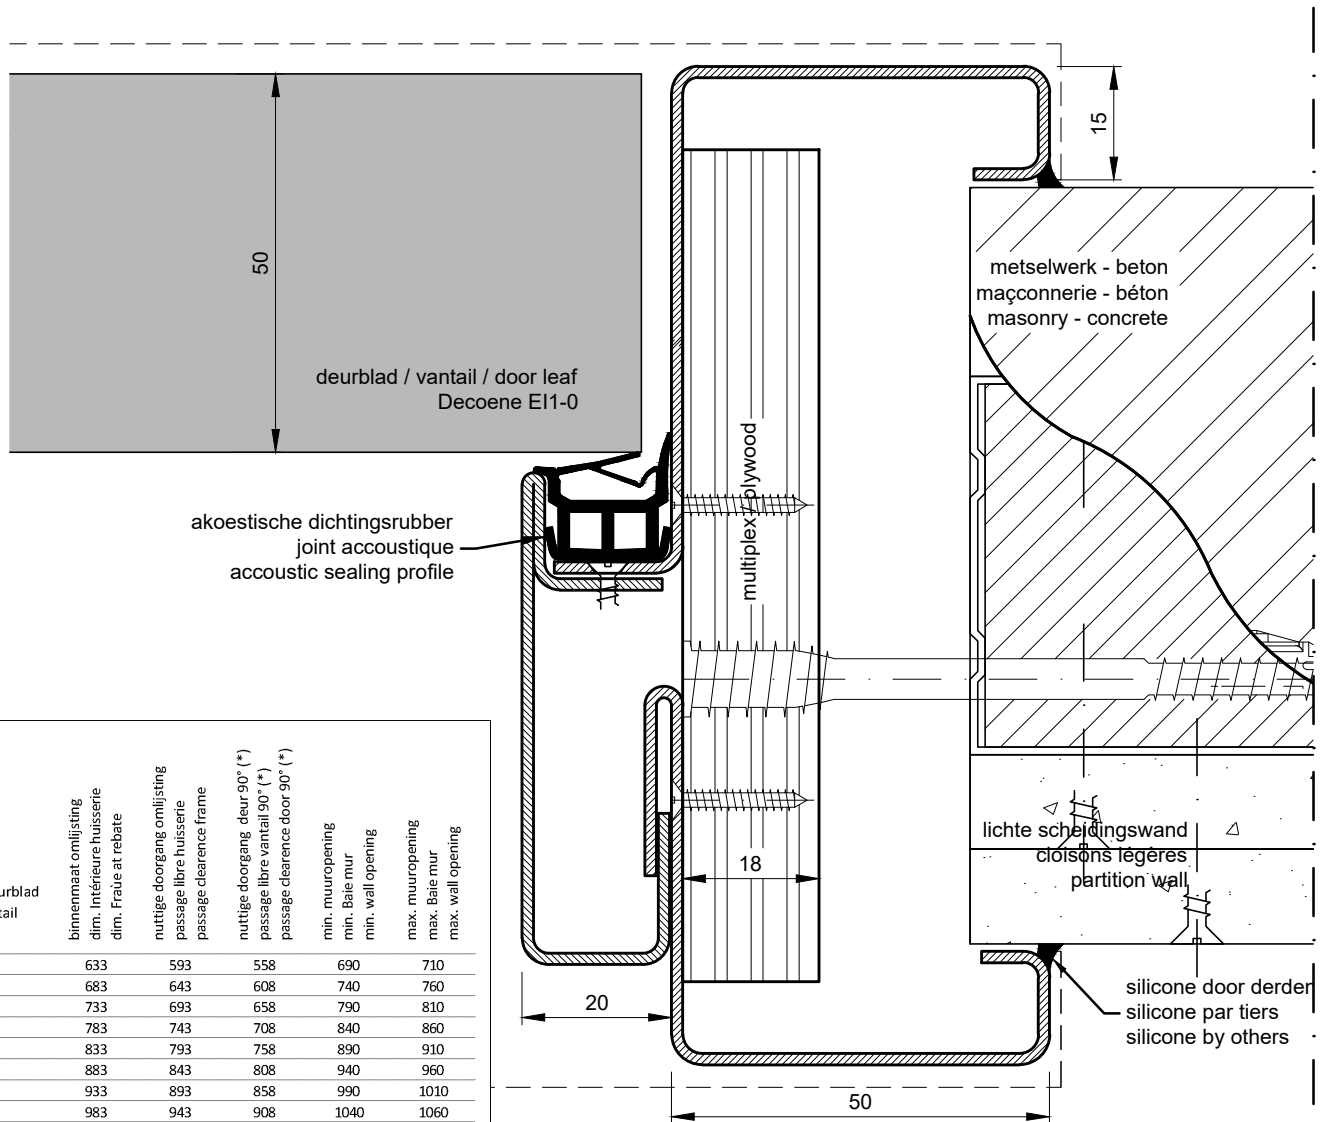 15
50
metselwerk - beton
maçconnerie - béton
masonry - concrete
deurblad / vantail / door leaf
Decoene EI1-0
multiplex / plywood
akoestische dichtingsrubber
joint accoustique
accoustic sealing profile
18
20
50
lichte scheidingswand
cloisons légères
partition wall
silicone door derden
silicone par tiers
silicone by others
urblad
tail
binnenmaat omlijsting
dim. Intérieure huisserie
dim. Fraùe at rebate
nuttige doorgang omlijsting
passage libre huisserie
passage clearence frame
nuttige doorgang deur 90° (*)
passage libre vantail 90° (*)
passage clearence door 90° (*)
min. muuropening
min. Baie mur
min. wall opening
max. muuropening
max. Baie mur
max. wall opening
633 593 558 690 710
683 643 608 740 760
733 693 658 790 810
783 743 708 840 860
833 793 758 890 910
883 843 808 940 960
933 893 858 990 1010
983 943 908 1040 1060